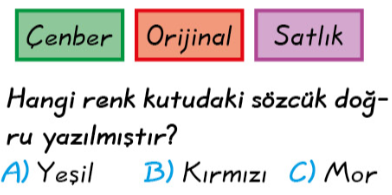 Çenber Orijinal Satlık
Hangi renk kutudaki sözcük doğ-
ru yazılmıştır?
A) Yeşil B) Kırmızı C) Mor